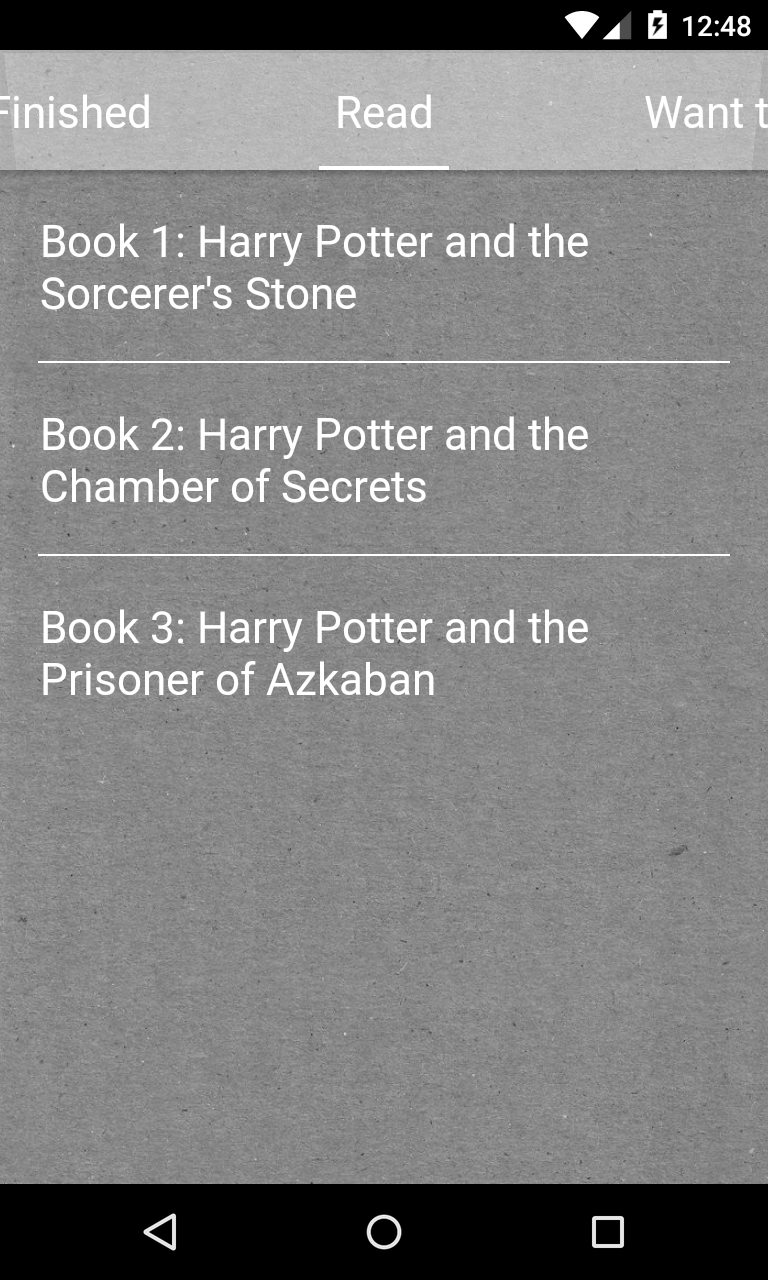 12:48
Finished Read Want t
Book 1: Harry Potter and the
Sorcerer's Stone
Book 2: Harry Potter and the
Chamber of Secrets
Book 3: Harry Potter and the
Prisoner of Azkaban